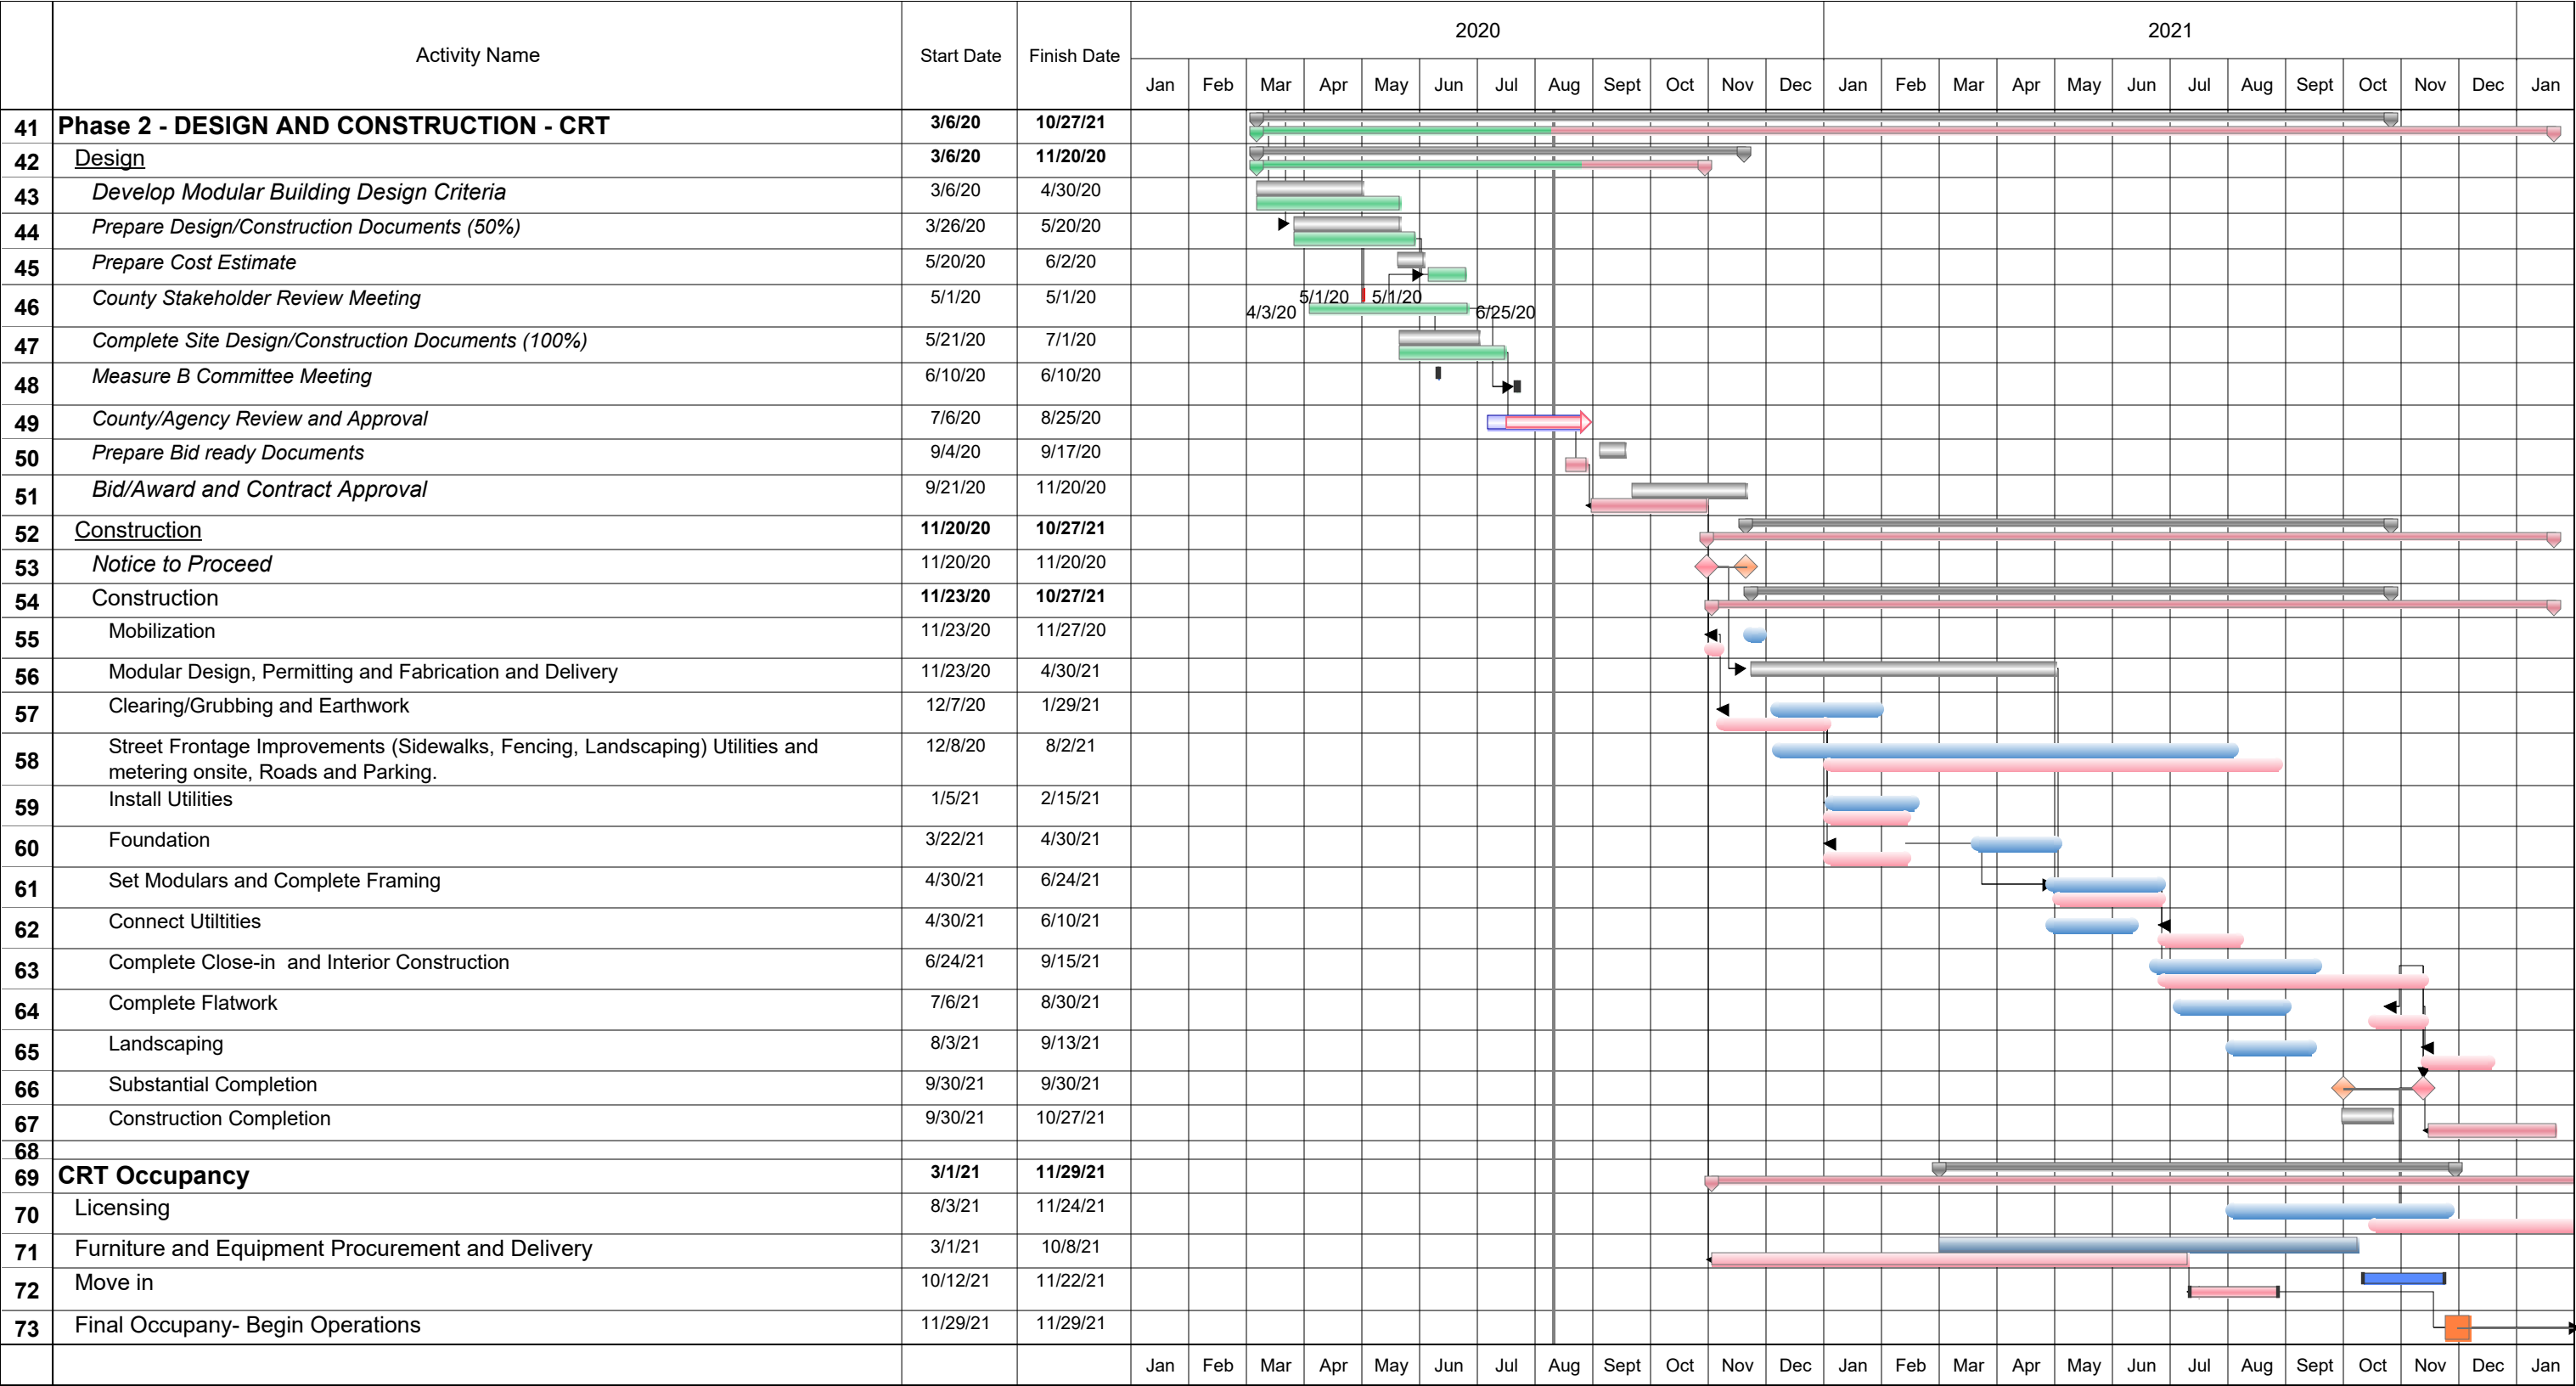 2020 2021
Activity Name Start Date Finish Date
Jan Feb Mar Apr May Jun Jul Aug Sept Oct Nov Dec Jan Feb Mar Apr May Jun Jul Aug Sept Oct Nov Dec Jan
41 Phase 2 - DESIGN AND CONSTRUCTION - CRT 3/6/20 10/27/21
42 Design 3/6/20 11/20/20
43 Develop Modular Building Design Criteria 3/6/20 4/30/20
44 Prepare Design/Construction Documents (50%) 3/26/20 5/20/20
45 Prepare Cost Estimate 5/20/20 6/2/20
46 County Stakeholder Review Meeting 5/1/20 5/1/20 5/1/20 5/1/20
4/3/20 6/25/20
47 Complete Site Design/Construction Documents (100%) 5/21/20 7/1/20
48 Measure B Committee Meeting 6/10/20 6/10/20
49 County/Agency Review and Approval 7/6/20 8/25/20
50 Prepare Bid ready Documents 9/4/20 9/17/20
51 Bid/Award and Contract Approval 9/21/20 11/20/20
52 Construction 11/20/20 10/27/21
53 Notice to Proceed 11/20/20 11/20/20
54 Construction 11/23/20 10/27/21
55 Mobilization 11/23/20 11/27/20
56 Modular Design, Permitting and Fabrication and Delivery 11/23/20 4/30/21
57 Clearing/Grubbing and Earthwork 12/7/20 1/29/21
58 Street Frontage Improvements (Sidewalks, Fencing, Landscaping) Utilities and 12/8/20 8/2/21
metering onsite, Roads and Parking.
59 Install Utilities 1/5/21 2/15/21
60 Foundation 3/22/21 4/30/21
61 Set Modulars and Complete Framing 4/30/21 6/24/21
62 Connect Utiltities 4/30/21 6/10/21
63 Complete Close-in and Interior Construction 6/24/21 9/15/21
64 Complete Flatwork 7/6/21 8/30/21
65 Landscaping 8/3/21 9/13/21
66 Substantial Completion 9/30/21 9/30/21
67 Construction Completion 9/30/21 10/27/21
68
69 CRT Occupancy 3/1/21 11/29/21
70 Licensing 8/3/21 11/24/21
71 Furniture and Equipment Procurement and Delivery 3/1/21 10/8/21
72 Move in 10/12/21 11/22/21
73 Final Occupany- Begin Operations 11/29/21 11/29/21
Jan Feb Mar Apr May Jun Jul Aug Sept Oct Nov Dec Jan Feb Mar Apr May Jun Jul Aug Sept Oct Nov Dec Jan